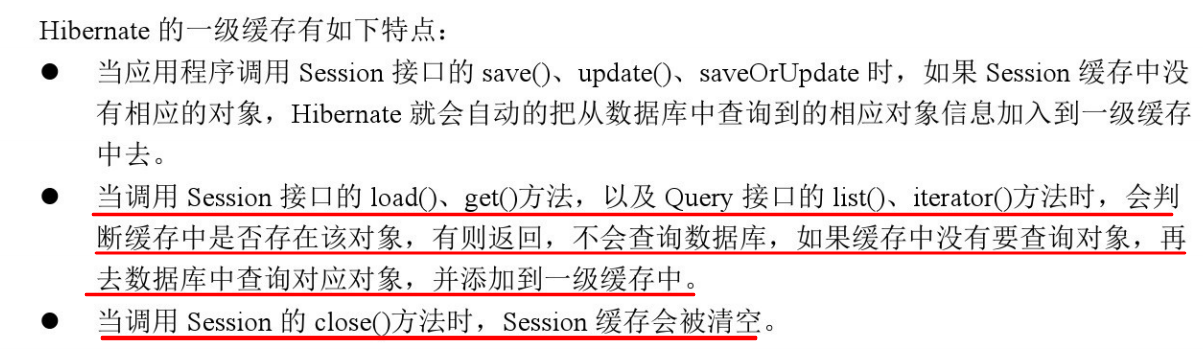 Hibernate 的一级缓存有如下特点：
● 当应用程序调用 Session 接口的 save()、update()、saveOrUpdate 时，如果 Session 缓存中没
有相应的对象，Hibernate 就会自动的把从数据库中查询到的相应对象信息加入到一级缓存
中去。
● 当调用 Session 接口的 load()、get()方法，以及 Query 接口的 list()、iterator()方法时，会判
断缓存中是否存在该对象，有则返回，不会查询数据库，如果缓存中没有要查询对象，再
去数据库中查询对应对象，并添加到一级缓存中。
● 当调用 Session 的 close()方法时，Session 缓存会被清空。